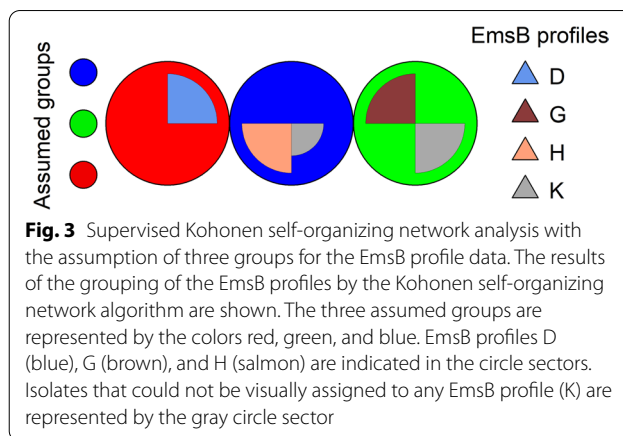 Assumed groups
EmsB profiles
D
G
H
K
Fig. 3 Supervised Kohonen self-organizing network analysis with
the assumption of three groups for the EmsB profile data. The results
of the grouping of the EmsB profiles by the Kohonen self-organizing
network algorithm are shown. The three assumed groups are
represented by the colors red, green, and blue. EmsB profiles D
(blue), G (brown), and H (salmon) are indicated in the circle sectors.
Isolates that could not be visually assigned to any EmsB profile (K) are
represented by the gray circle sector